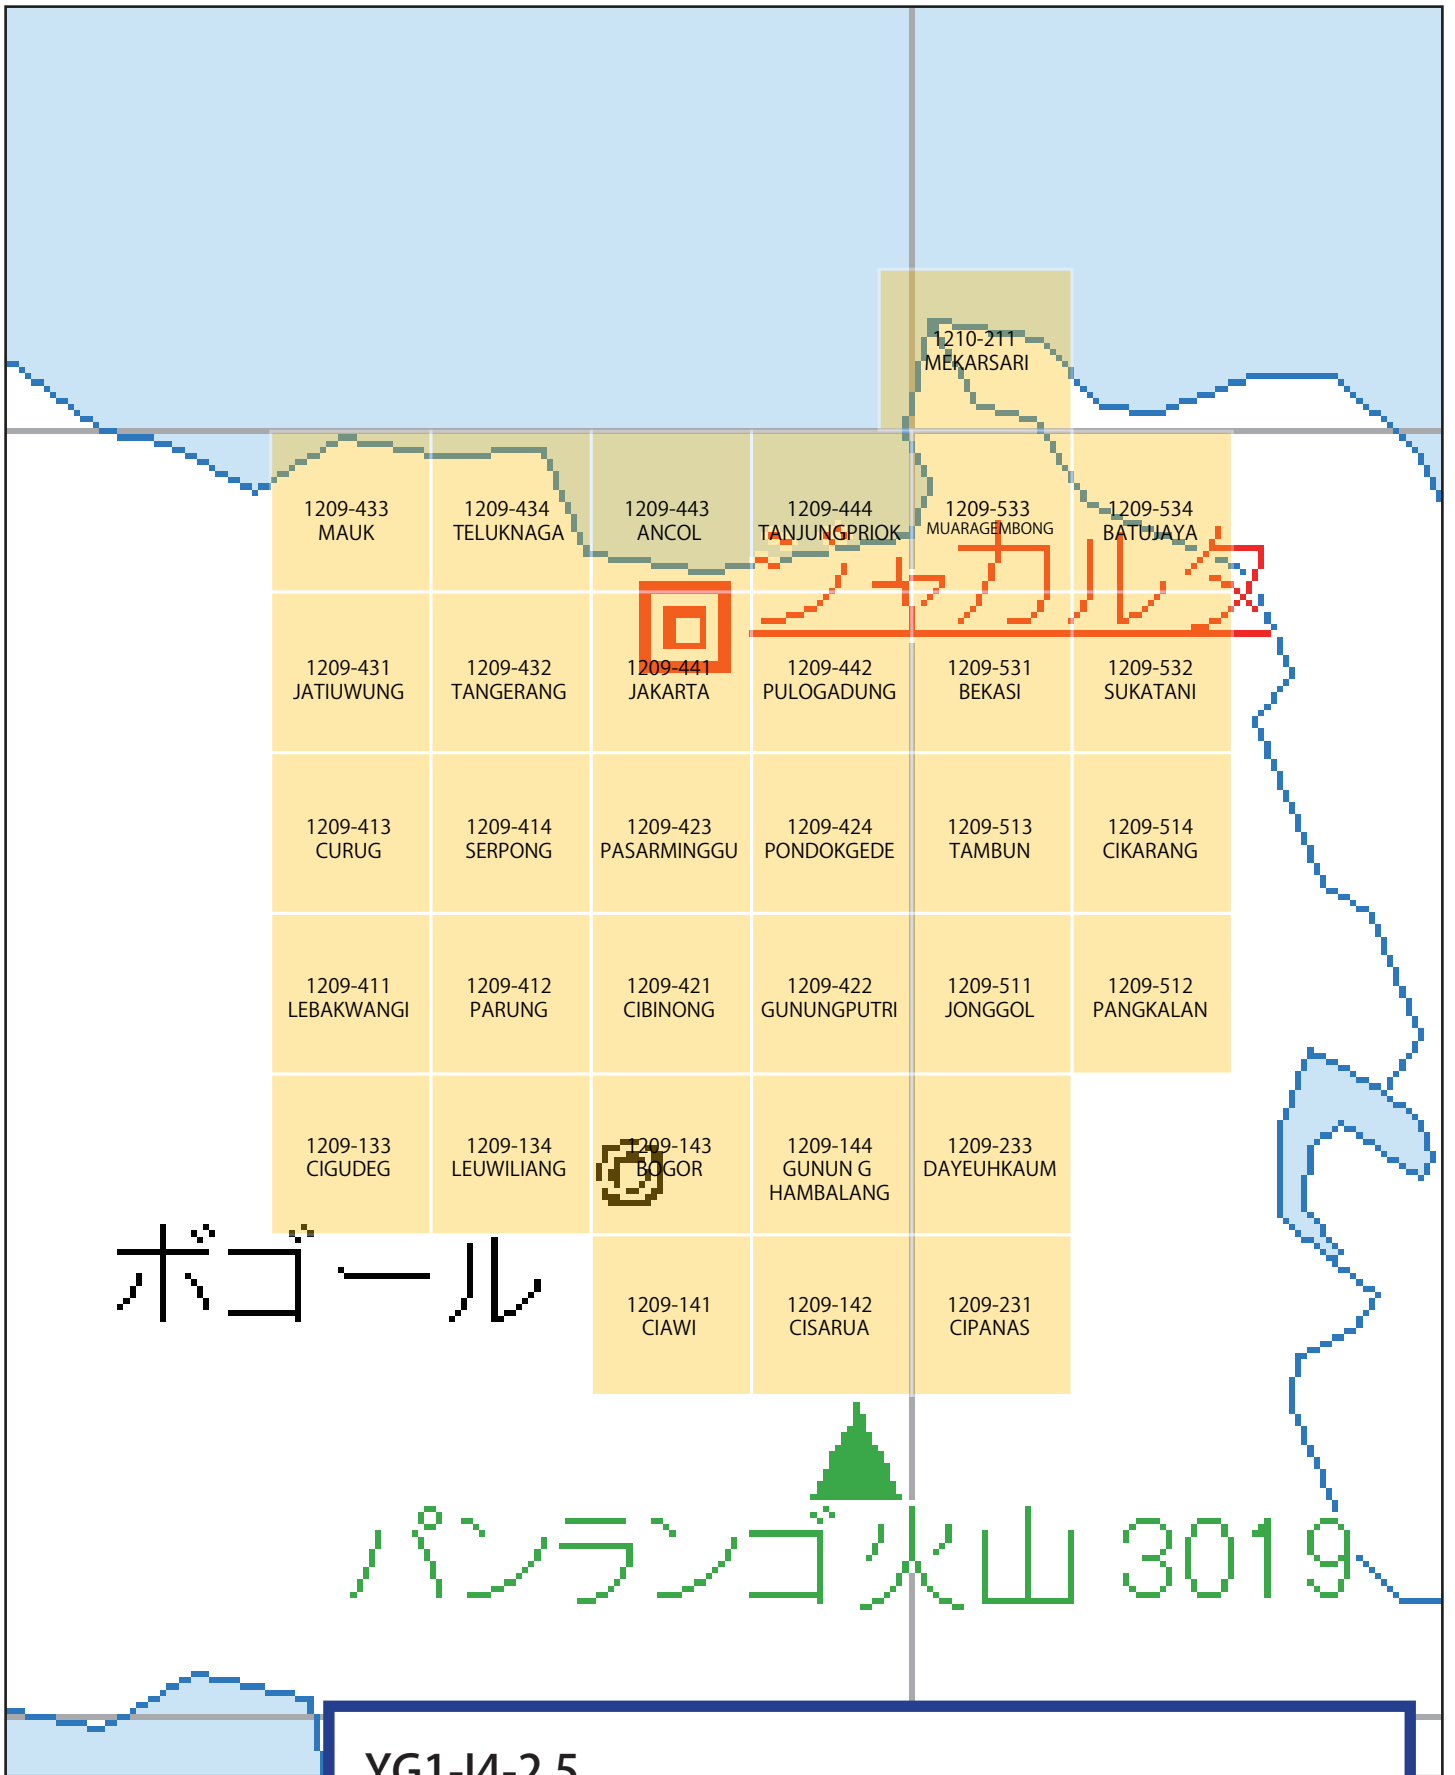 1210-211
MEKARSARI
1209-433
MAUK
1209-434
TELUKNAGA
1209-443
ANCOL
1209-444
TANJUNGPRIOK
1209-533
MUARAGEMBONG
1209-534
BATUJAYA
ジャカルタ
1209-431
JATIUWUNG
1209-432
TANGERANG
1209-441
JAKARTA
1209-442
PULOGADUNG
1209-531
BEKASI
1209-532
SUKATANI
1209-413
CURUG
1209-414
SERPONG
1209-423
PASARMINGGU
1209-424
PONDOKGEDE
1209-513
TAMBUN
1209-514
CIKARANG
1209-411
LEBAKWANGI
1209-412
PARUNG
1209-421
CIBINONG
1209-422
GUNUNGPUTRI
1209-511
JONGGOL
1209-512
PANGKALAN
1209-133
CIGUDEG
1209-134
LEUWILIANG
1209-143
BOGOR
1209-144
GUNUN G
HAMBALANG
1209-233
DAYEUHKAUM
ボゴール
1209-141
CIAWI
1209-142
CISARUA
1209-231
CIPANAS
パンランゴ火山 3019
YG1-I4-2.5